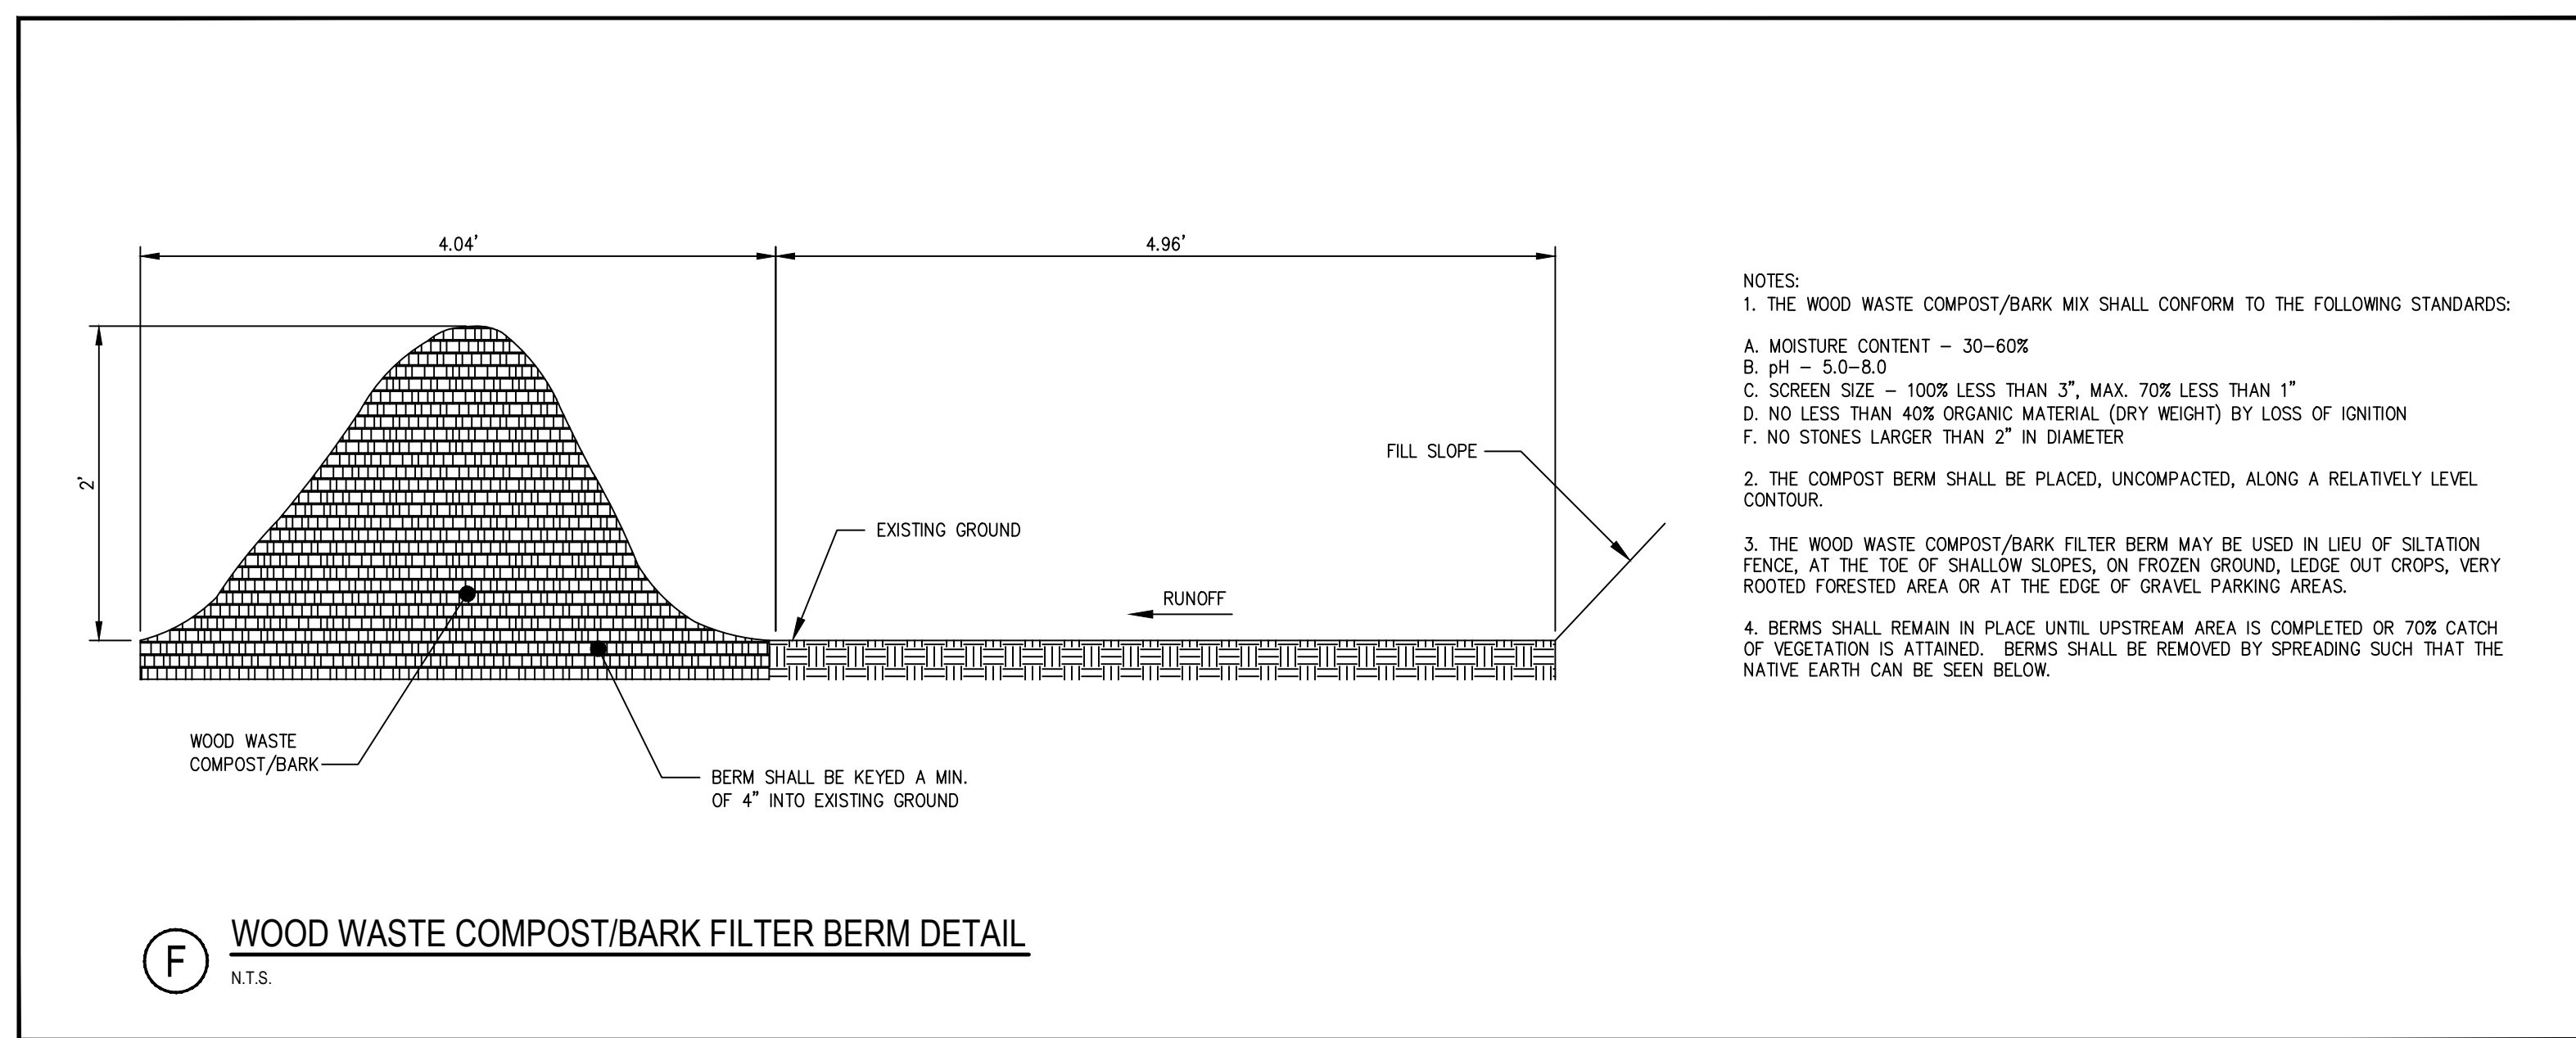 4.04'
4.96'
2'
NOTES:
1. THE WOOD WASTE COMPOST/BARK MIX SHALL CONFORM TO THE FOLLOWING STANDARDS:
A. MOISTURE CONTENT – 30–60%
B. pH – 5.0–8.0
C. SCREEN SIZE – 100% LESS THAN 3", MAX. 70% LESS THAN 1"
D. NO LESS THAN 40% ORGANIC MATERIAL (DRY WEIGHT) BY LOSS OF IGNITION
F. NO STONES LARGER THAN 2" IN DIAMETER
2. THE COMPOST BERM SHALL BE PLACED, UNCOMPACTED, ALONG A RELATIVELY LEVEL
CONTOUR.
3. THE WOOD WASTE COMPOST/BARK FILTER BERM MAY BE USED IN LIEU OF SILTATION
FENCE, AT THE TOE OF SHALLOW SLOPES, ON FROZEN GROUND, LEDGE OUT CROPS, VERY
ROOTED FORESTED AREA OR AT THE EDGE OF GRAVEL PARKING AREAS.
4. BERMS SHALL REMAIN IN PLACE UNTIL UPSTREAM AREA IS COMPLETED OR 70% CATCH
OF VEGETATION IS ATTAINED. BERMS SHALL BE REMOVED BY SPREADING SUCH THAT THE
NATIVE EARTH CAN BE SEEN BELOW.
FILL SLOPE
EXISTING GROUND
RUNOFF
WOOD WASTE
COMPOST/BARK
BERM SHALL BE KEYED A MIN.
OF 4" INTO EXISTING GROUND
F
WOOD WASTE COMPOST/BARK FILTER BERM DETAIL
N.T.S.